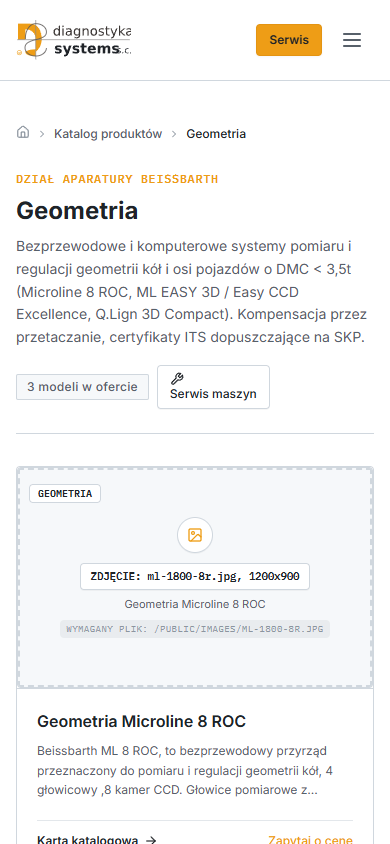 diagnostyka
systems s.c.
Serwis
Katalog produktów
Geometria
DZIAŁ APARATURY BEISSBARTH
Geometria
Bezprzewodowe i komputerowe systemy pomiaru i
regulacji geometrii kół i osi pojazdów o DMC < 3,5t
(Microline 8 ROC, ML EASY 3D / Easy CCD
Excellence, Q.Lign 3D Compact). Kompensacja przez
przetaczanie, certyfikaty ITS dopuszczające na SKP.
3 modeli w ofercie
Serwis maszyn
GEOMETRIA
ZDJĘCIE: ml-1800-8r.jpg, 1200x900
Geometria Microline 8 ROC
WYMAGANY PLIK: /PUBLIC/IMAGES/ML-1800-8R.JPG
Geometria Microline 8 ROC
Beissbarth ML 8 ROC, to bezprzewodowy przyrząd
przeznaczony do pomiaru i regulacji geometrii kół, 4
głowicowy ,8 kamer CCD. Głowice pomiarowe z...
Karta katalogowa
Zapytaj o cenę